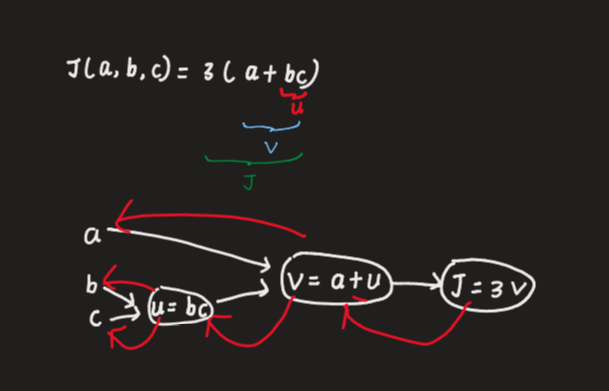 J(a,b,c) = 3(a+bc)
u
v
J
a
b
c
u=bc
v=a+u
J=3v